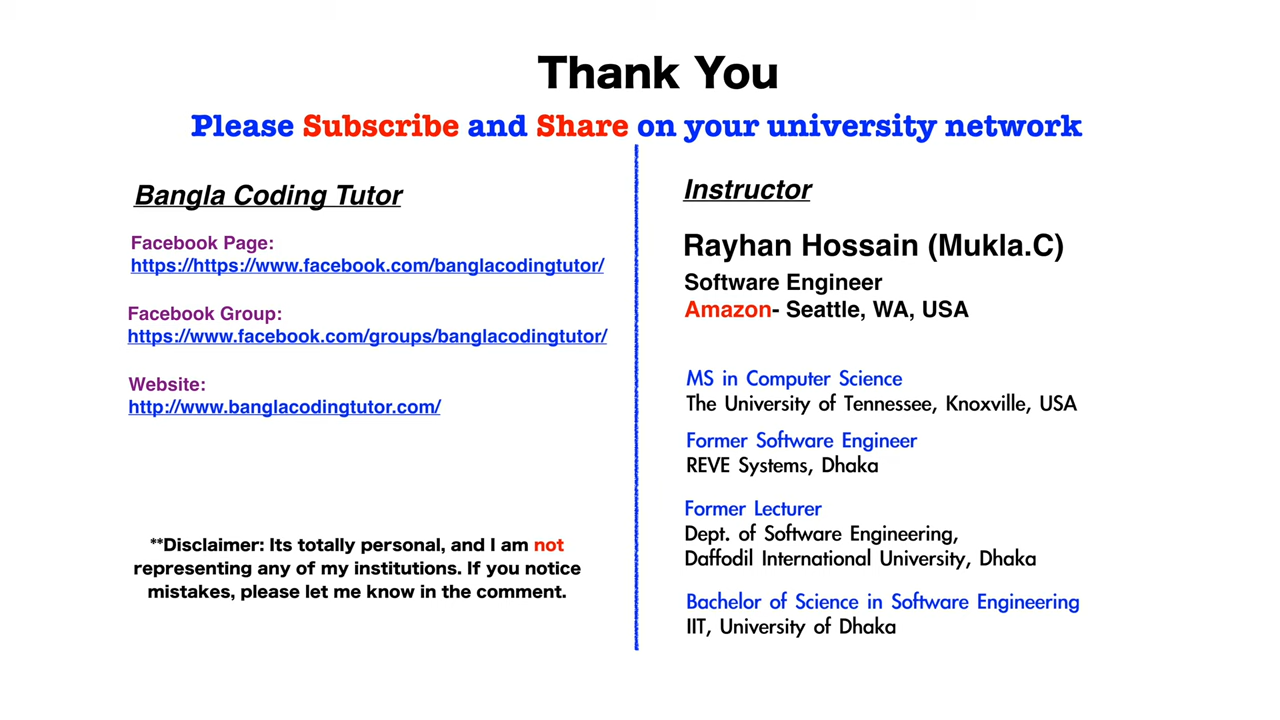 Thank You
Please Subscribe and Share on your university network
Bangla Coding Tutor
Facebook Page:
https://https://www.facebook.com/banglacodingtutor/
Facebook Group:
https://www.facebook.com/groups/banglacodingtutor/
Website:
http://www.banglacodingtutor.com/
**Disclaimer: Its totally personal, and I am not
representing any of my institutions. If you notice
mistakes, please let me know in the comment.
Instructor
Rayhan Hossain (Mukla.C)
Software Engineer
Amazon- Seattle, WA, USA
MS in Computer Science
The University of Tennessee, Knoxville, USA
Former Software Engineer
REVE Systems, Dhaka
Former Lecturer
Dept. of Software Engineering,
Daffodil International University, Dhaka
Bachelor of Science in Software Engineering
IIT, University of Dhaka